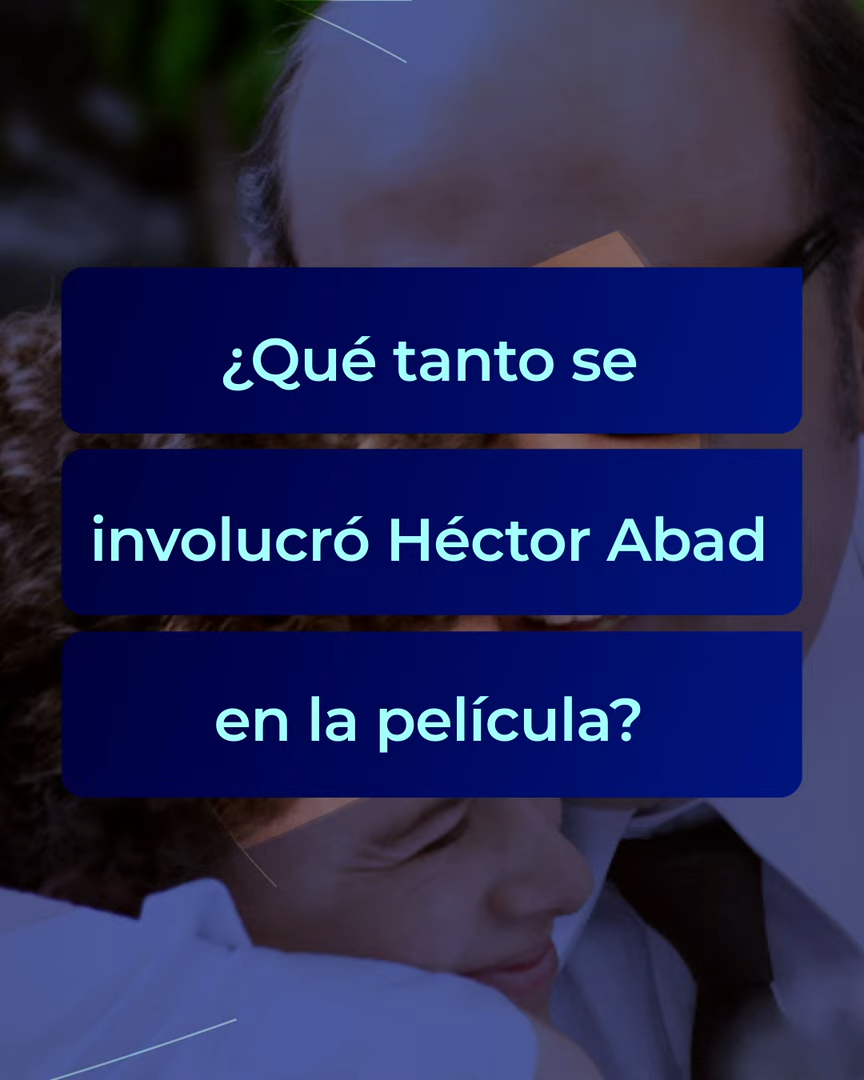 ¿Qué tanto se
involucró Héctor Abad
en la película?